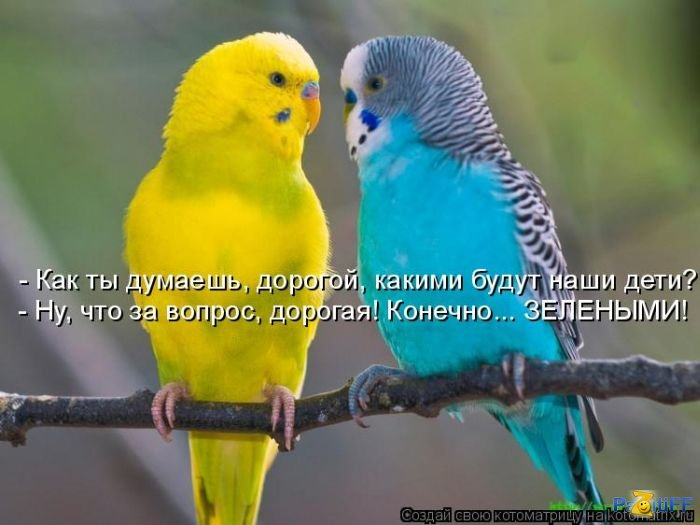 - Как ты думаешь, дорогой, какими будут наши дети?
- Ну, что за вопрос, дорогая! Конечно... ЗЕЛЕНЫМИ!
Создай свою котоматрицу на kotomatrix.ru